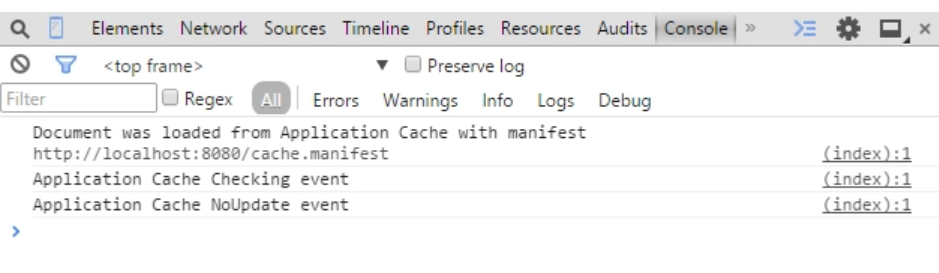 Elements Network Sources Timeline Profiles Resources Audits Console »
<top frame> ▼ Preserve log
Filter Regex All Errors Warnings Info Logs Debug
Document was loaded from Application Cache with manifest
http://localhost:8080/cache.manifest (index):1
Application Cache Checking event (index):1
Application Cache NoUpdate event (index):1
>